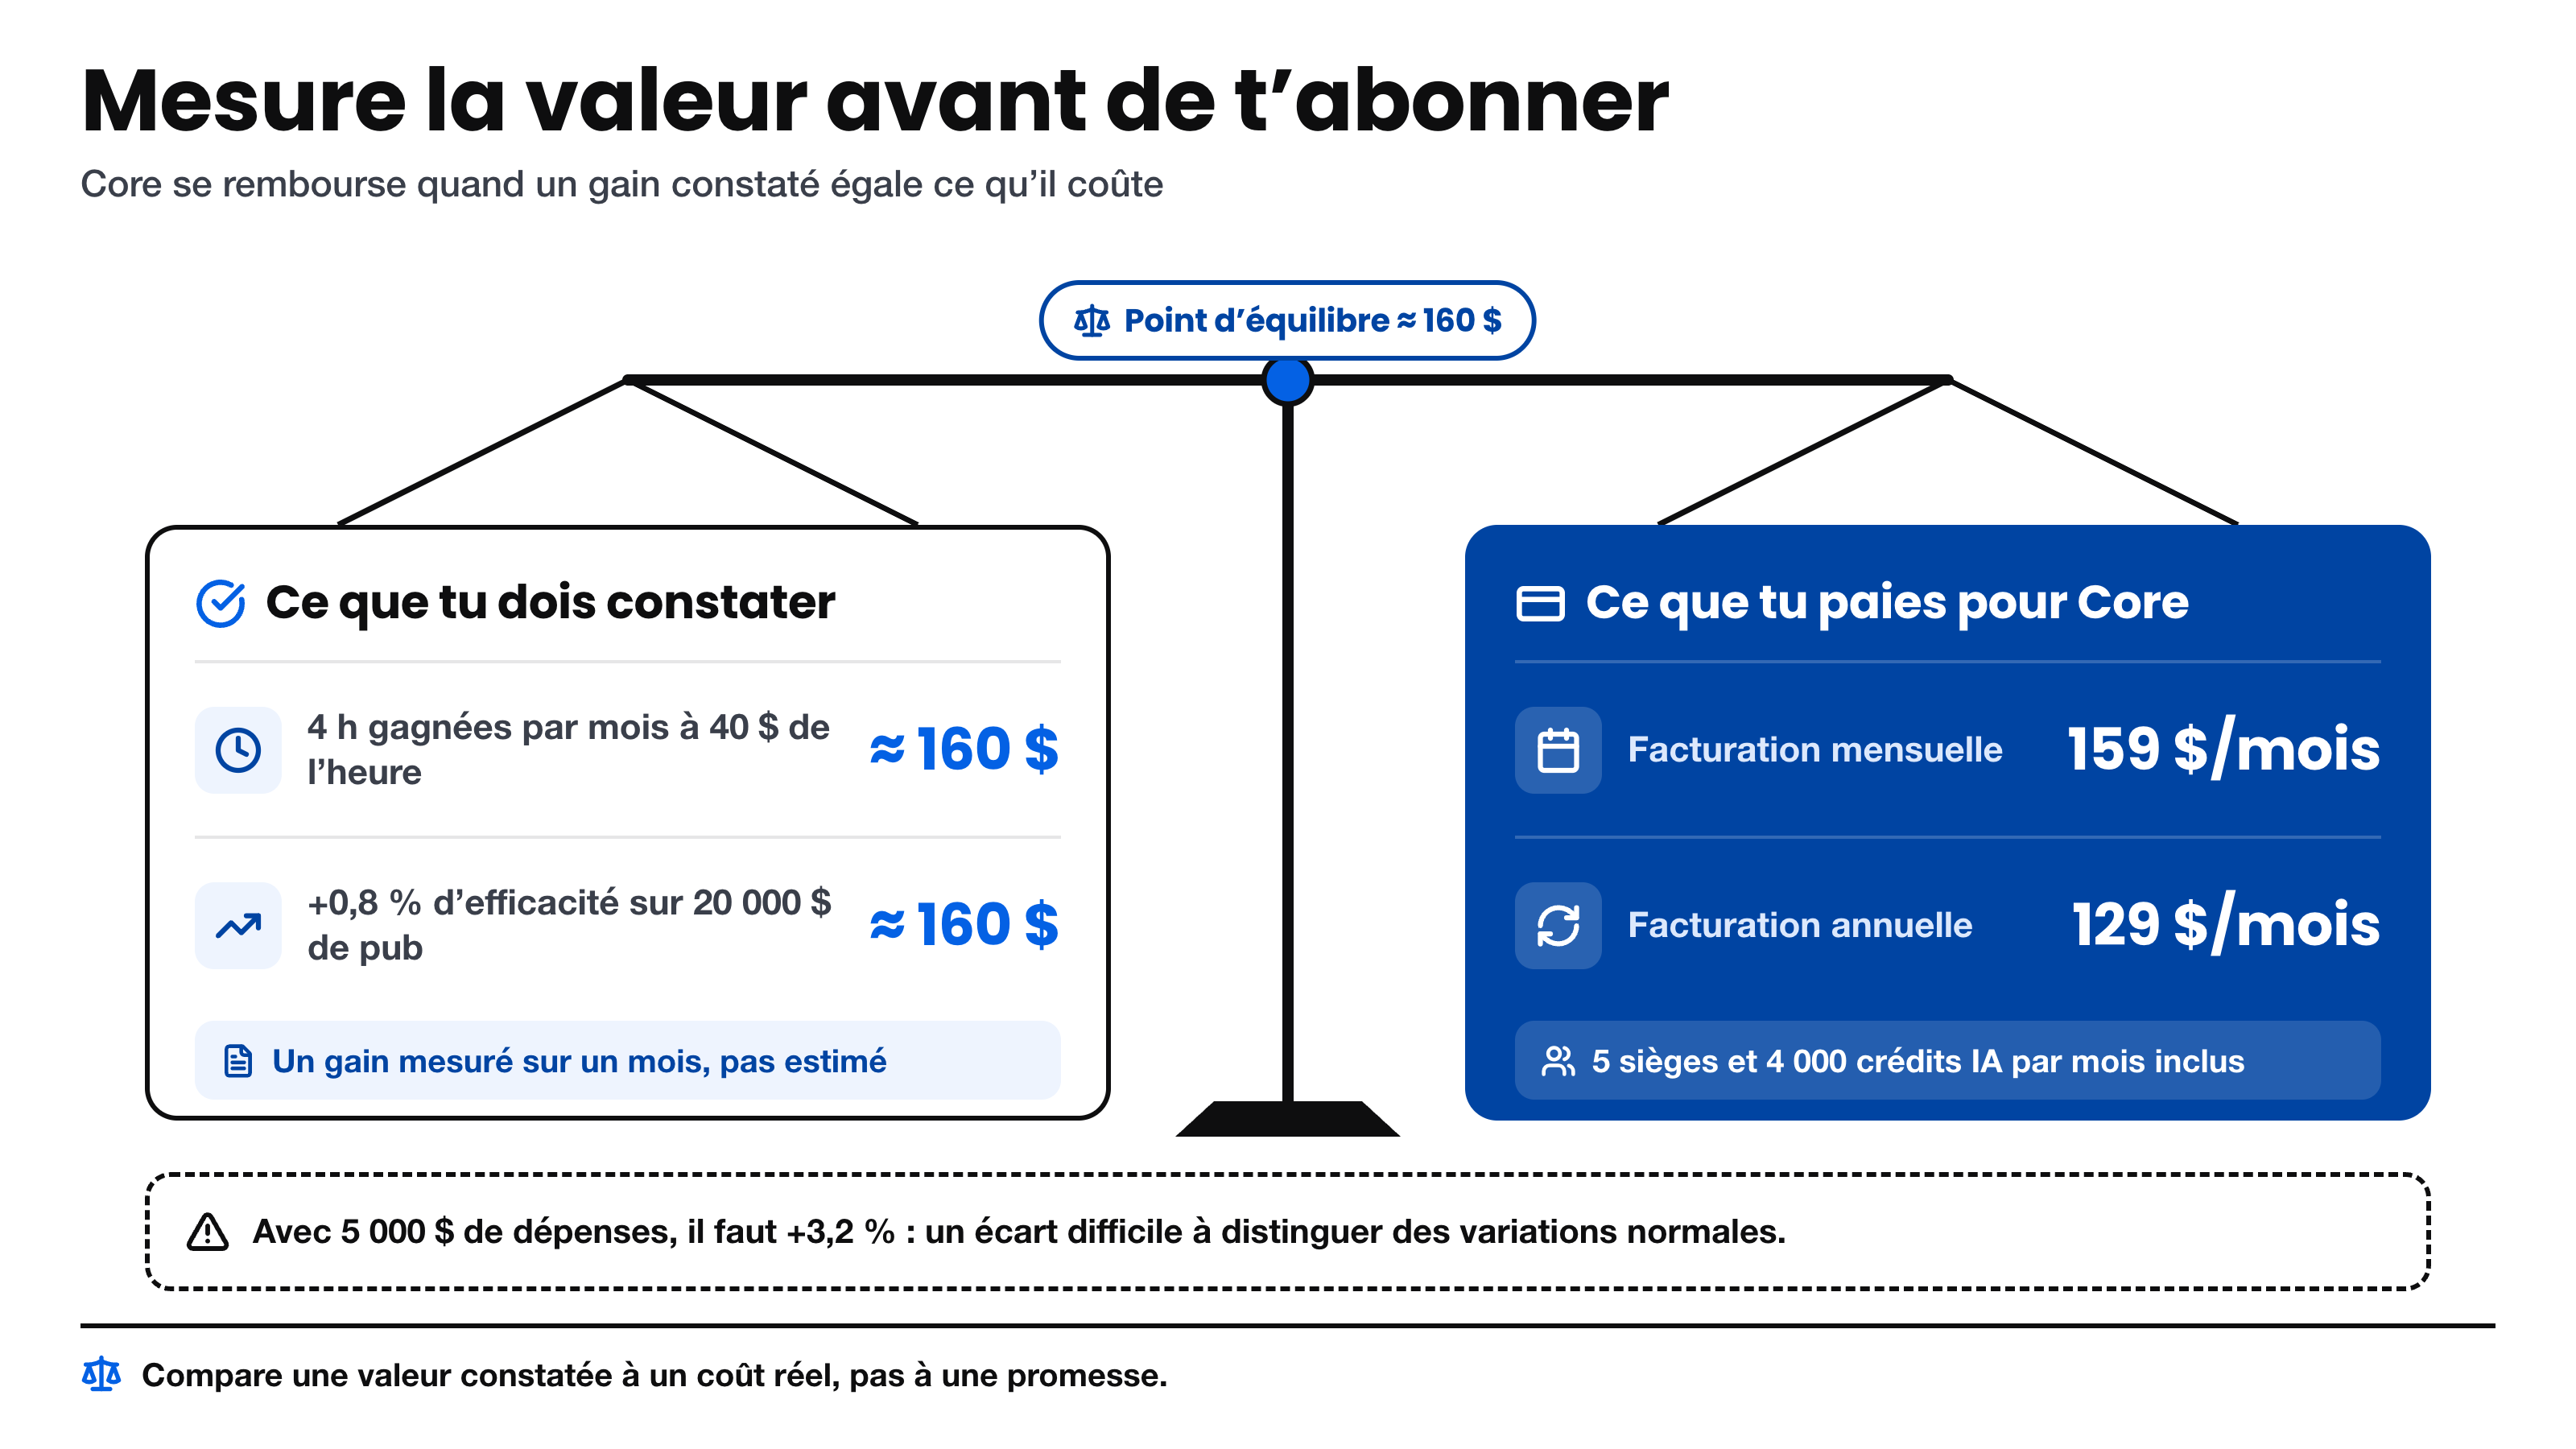 Mesure la valeur avant de t’abonner
Core se rembourse quand un gain constaté égale ce qu’il coûte
Point d’équilibre ≈ 160 $
Ce que tu dois constater
4 h gagnées par mois à 40 $ de
l’heure
≈ 160 $
+0,8 % d’efficacité sur 20 000 $
de pub
≈ 160 $
Un gain mesuré sur un mois, pas estimé
Ce que tu paies pour Core
Facturation mensuelle
159 $/mois
Facturation annuelle
129 $/mois
5 sièges et 4 000 crédits IA par mois inclus
Avec 5 000 $ de dépenses, il faut +3,2 % : un écart difficile à distinguer des variations normales.
Compare une valeur constatée à un coût réel, pas à une promesse.